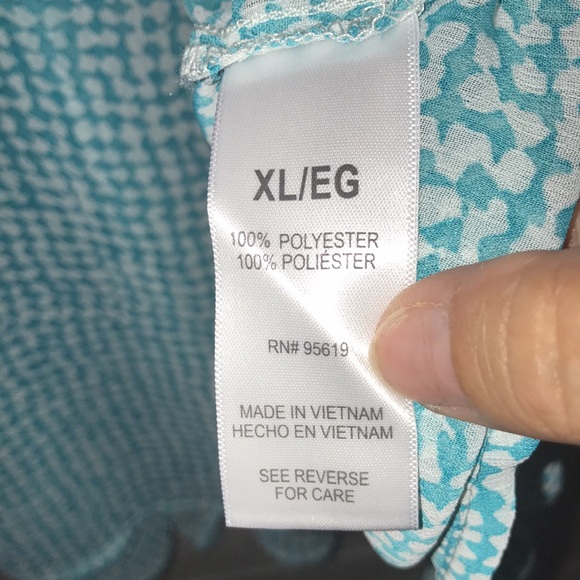 XL/EG
100% POLYESTER
100% POLIÉSTER
RN# 95619
MADE IN VIETNAM
HECHO EN VIETNAM
SEE REVERSE
FOR CARE